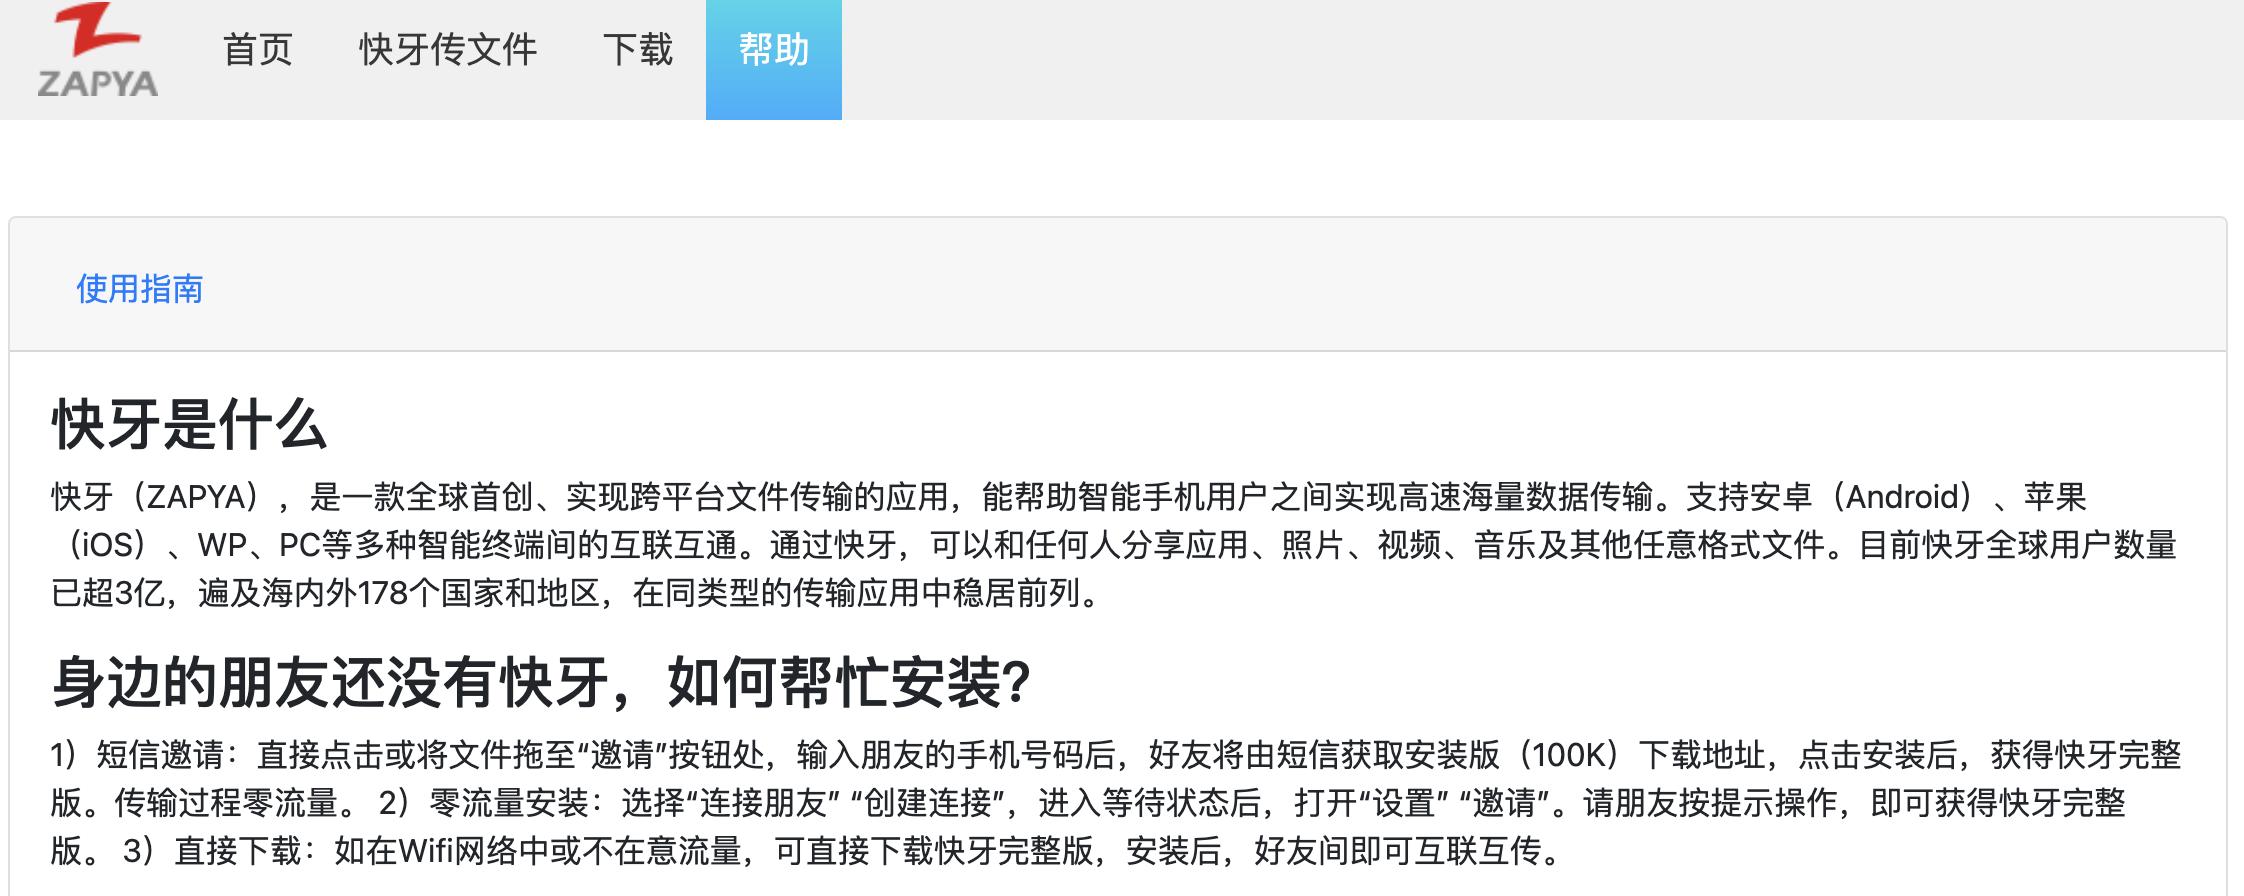 ZAPYA
首页
快牙传文件
下载
帮助
使用指南
快牙是什么
快牙（ZAPYA），是一款全球首创、实现跨平台文件传输的应用，能帮助智能手机用户之间实现高速海量数据传输。支持安卓（Android）、苹果
（iOS）、WP、PC等多种智能终端间的互联互通。通过快牙，可以和任何人分享应用、照片、视频、音乐及其他任意格式文件。目前快牙全球用户数量
已超3亿，遍及海内外178个国家和地区，在同类型的传输应用中稳居前列。
身边的朋友还没有快牙，如何帮忙安装?
1）短信邀请：直接点击或将文件拖至“邀请”按钮处，输入朋友的手机号码后，好友将由短信获取安装版（100K）下载地址，点击安装后，获得快牙完整
版。传输过程零流量。 2）零流量安装：选择“连接朋友” “创建连接”，进入等待状态后，打开“设置” “邀请”。请朋友按提示操作，即可获得快牙完整
版。 3）直接下载：如在Wifi网络中或不在意流量，可直接下载快牙完整版，安装后，好友间即可互联互传。